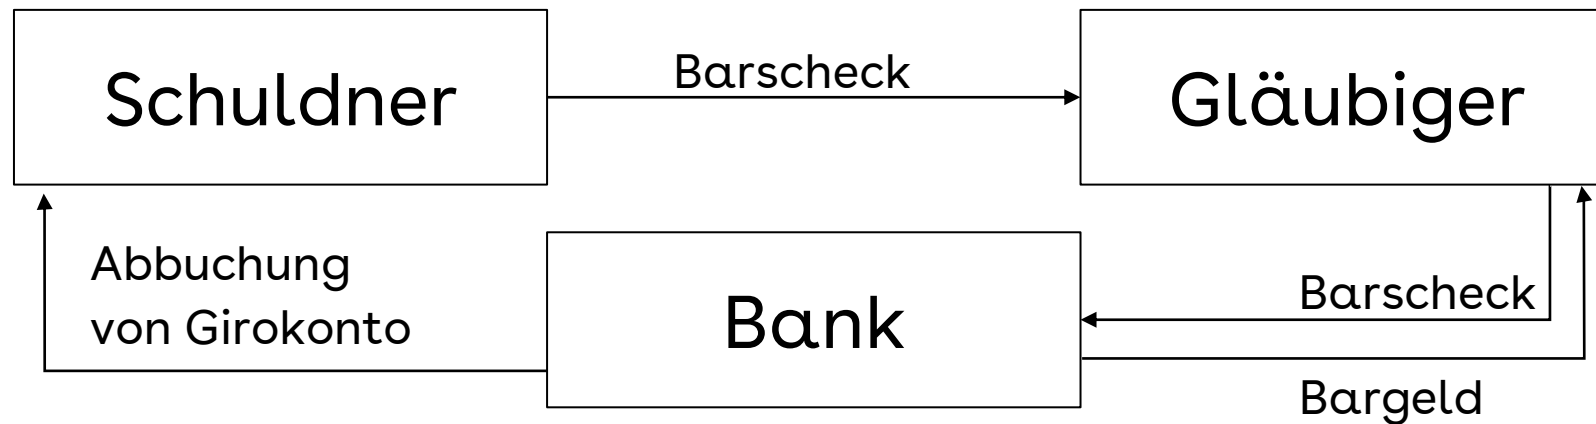 Schuldner
Barscheck
Gläubiger
Abbuchung
von Girokonto
Bank
Barscheck
Bargeld